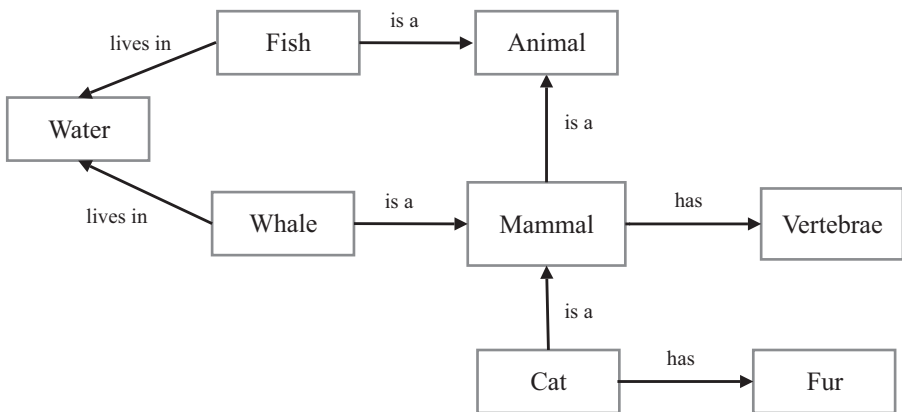 is a
Fish
Animal
lives in
Water
is a
lives in
is a
has
Whale
Mammal
Vertebrae
is a
has
Cat
Fur